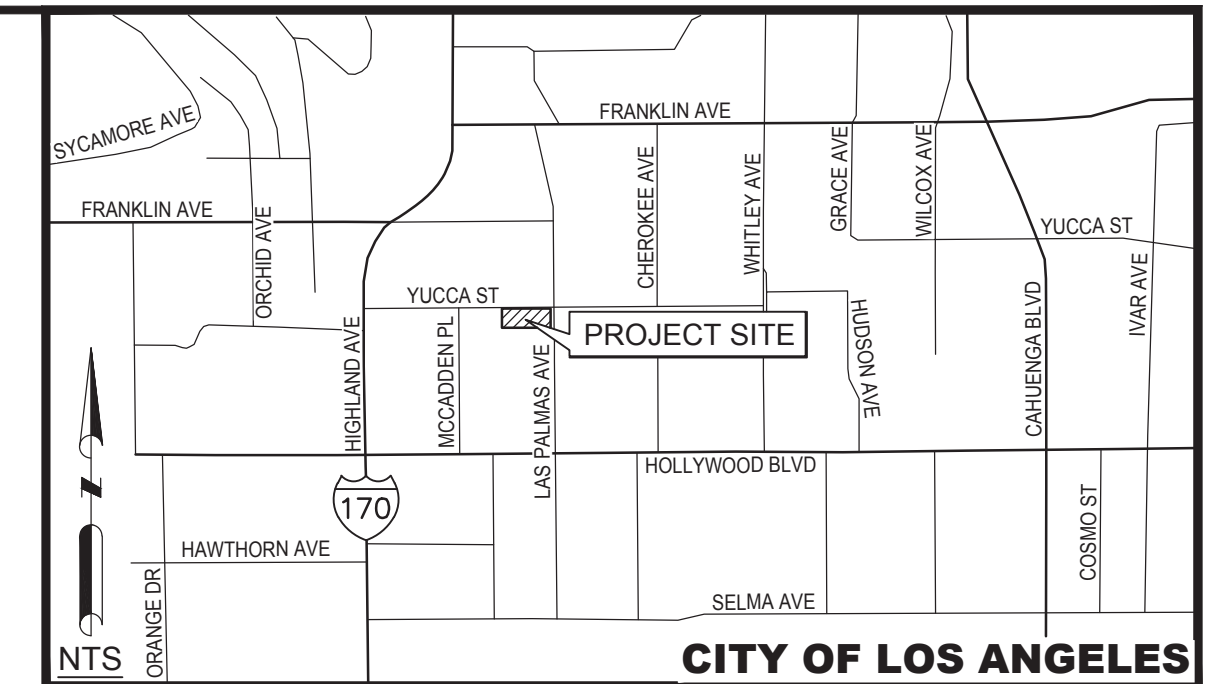 FRANKLIN AVE
SYCAMORE AVE
FRANKLIN AVE
ORCHID AVE
CHEROKEE AVE
WHITLEY AVE
GRACE AVE
WILCOX AVE
YUCCA ST
IVAR AVE
YUCCA ST
PROJECT SITE
HIGHLAND AVE
MCCADDEN PL
LAS PALMAS AVE
HUDSON AVE
CAHUENGA BLVD
HOLLYWOOD BLVD
170
HAWTHORN AVE
COSMO ST
ORANGE DR
SELMA AVE
N
NTS
CITY OF LOS ANGELES